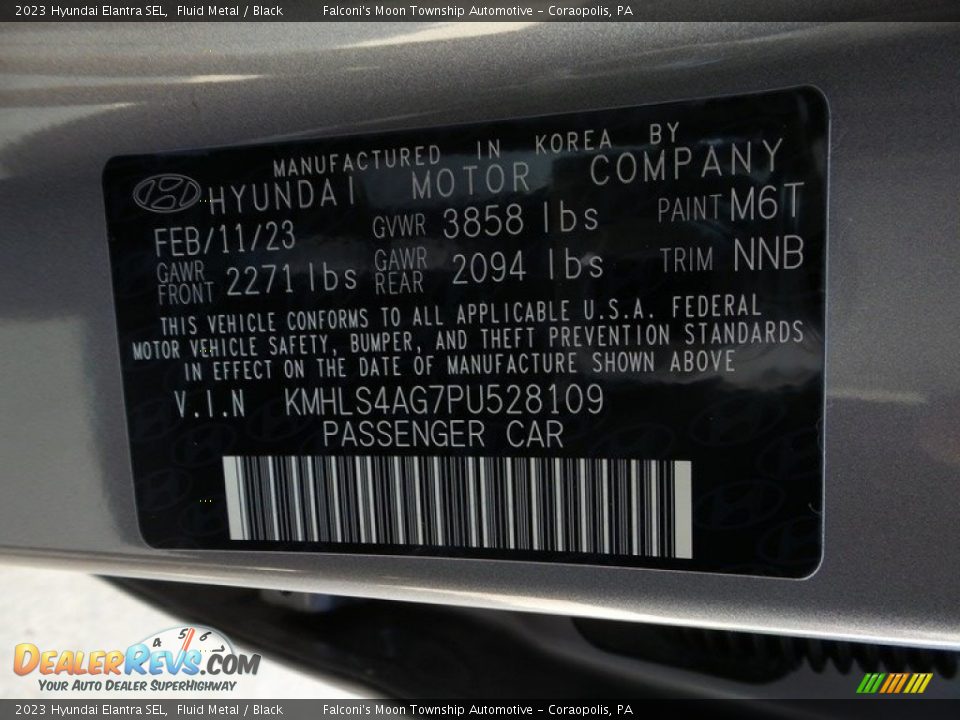 2023 Hyundai Elantra SEL, Fluid Metal / Black Falconi's Moon Township Automotive - Coraopolis, PA
MANUFACTURED IN KOREA BY
HYUNDAI MOTOR COMPANY
FEB/11/23 GVWR 3858 lbs PAINT M6T
GAWR FRONT 2271 lbs GAWR REAR 2094 lbs TRIM NNB
THIS VEHICLE CONFORMS TO ALL APPLICABLE U.S.A. FEDERAL
MOTOR VEHICLE SAFETY, BUMPER, AND THEFT PREVENTION STANDARDS
IN EFFECT ON THE DATE OF MANUFACTURE SHOWN ABOVE
V.I.N KMHLS4AG7PU528109
PASSENGER CAR
4 5 6
DEALERREVS.COM
YOUR AUTO DEALER SUPERHIGHWAY
2023 Hyundai Elantra SEL, Fluid Metal / Black Falconi's Moon Township Automotive - Coraopolis, PA